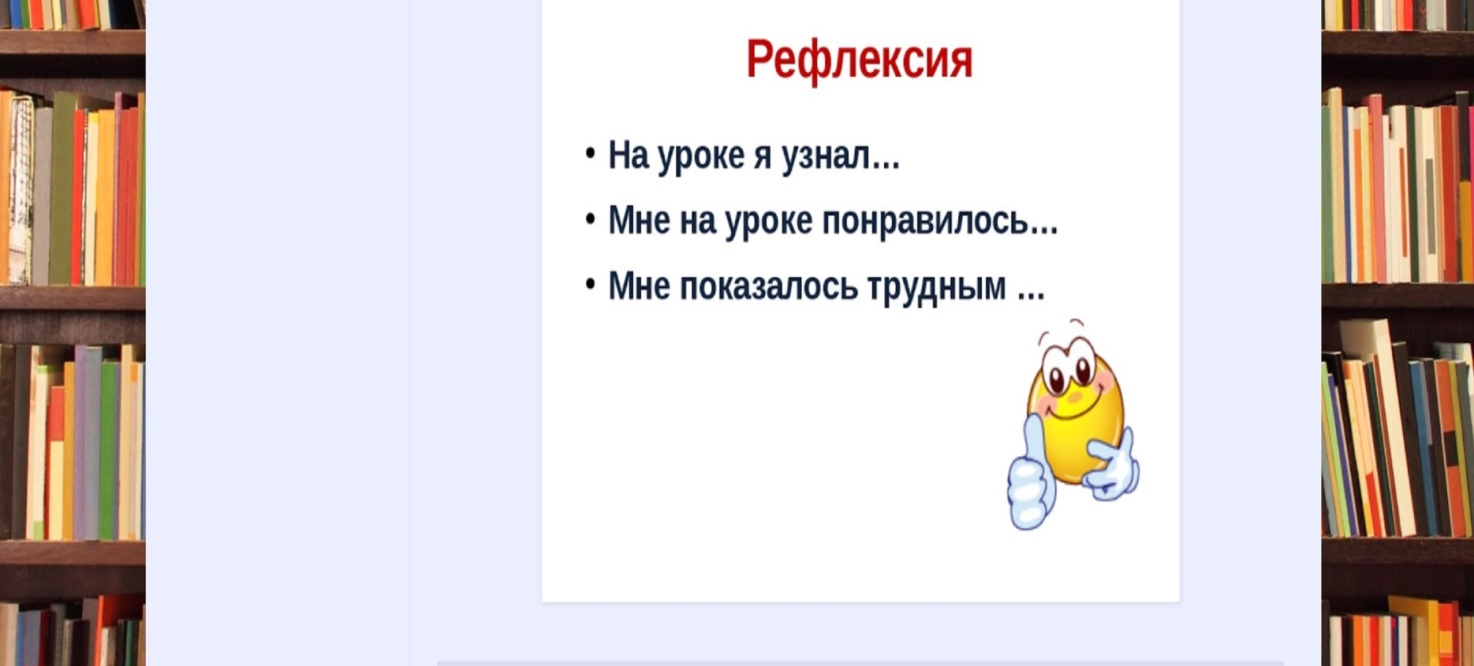 Рефлексия
• На уроке я узнал...
• Мне на уроке понравилось...
• Мне показалось трудным ...